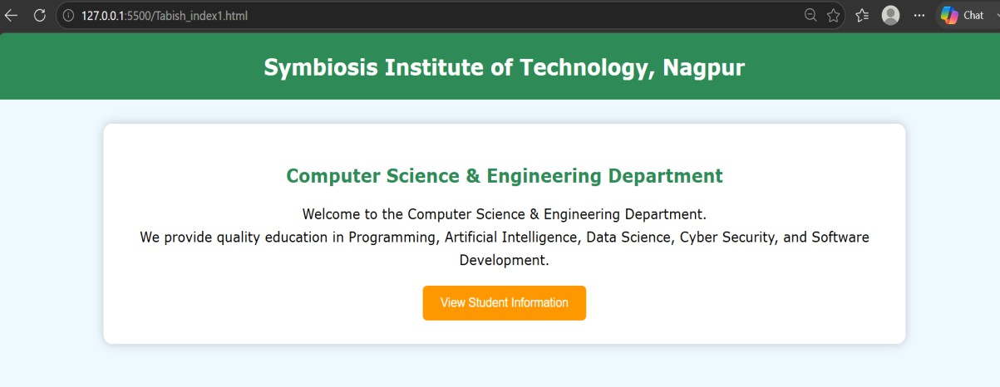 127.0.0.1:5500/Tabish_index1.html
Chat
Symbiosis Institute of Technology, Nagpur
Computer Science & Engineering Department
Welcome to the Computer Science & Engineering Department.
We provide quality education in Programming, Artificial Intelligence, Data Science, Cyber Security, and Software
Development.
View Student Information